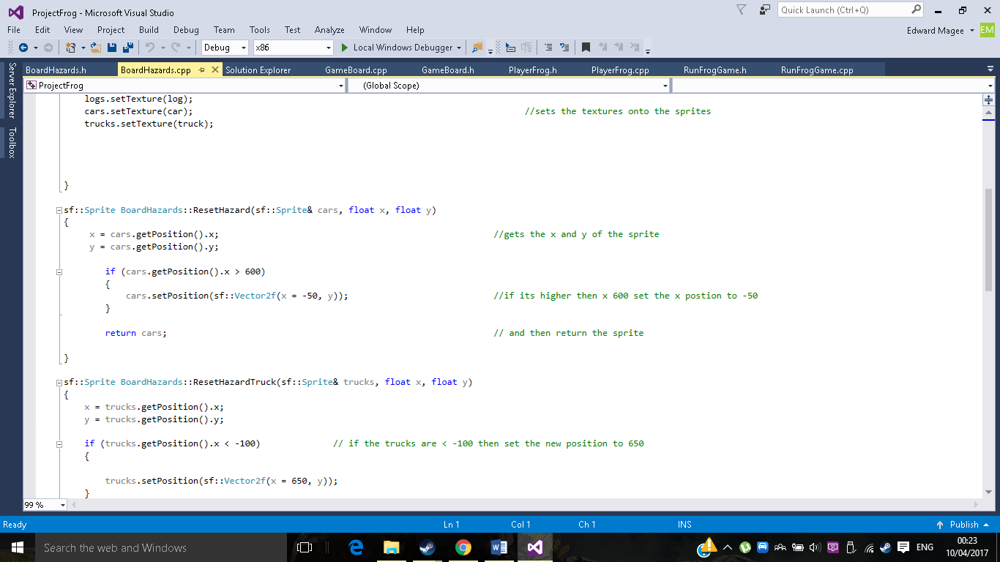 ProjectFrog - Microsoft Visual Studio
Quick Launch (Ctrl+Q)
File Edit View Project Build Debug Team Tools Test Analyze Window Help
Edward Magee EM
Debug x86 Local Windows Debugger
Server Explorer
Toolbox
BoardHazards.h BoardHazards.cpp Solution Explorer GameBoard.cpp GameBoard.h PlayerFrog.h PlayerFrog.cpp RunFrogGame.h RunFrogGame.cpp
ProjectFrog (Global Scope)
logs.setTexture(log);
cars.setTexture(car); //sets the textures onto the sprites
trucks.setTexture(truck);
}
sf::Sprite BoardHazards::ResetHazard(sf::Sprite& cars, float x, float y)
{
x = cars.getPosition().x; //gets the x and y of the sprite
y = cars.getPosition().y;
if (cars.getPosition().x > 600)
{
cars.setPosition(sf::Vector2f(x = -50, y)); //if its higher then x 600 set the x postion to -50
}
return cars; // and then return the sprite
}
sf::Sprite BoardHazards::ResetHazardTruck(sf::Sprite& trucks, float x, float y)
{
x = trucks.getPosition().x;
y = trucks.getPosition().y;
if (trucks.getPosition().x < -100) // if the trucks are < -100 then set the new position to 650
{
trucks.setPosition(sf::Vector2f(x = 650, y));
}
99 %
Ready Ln 1 Col 1 Ch 1 INS Publish
Search the web and Windows
ENG
00:23
10/04/2017